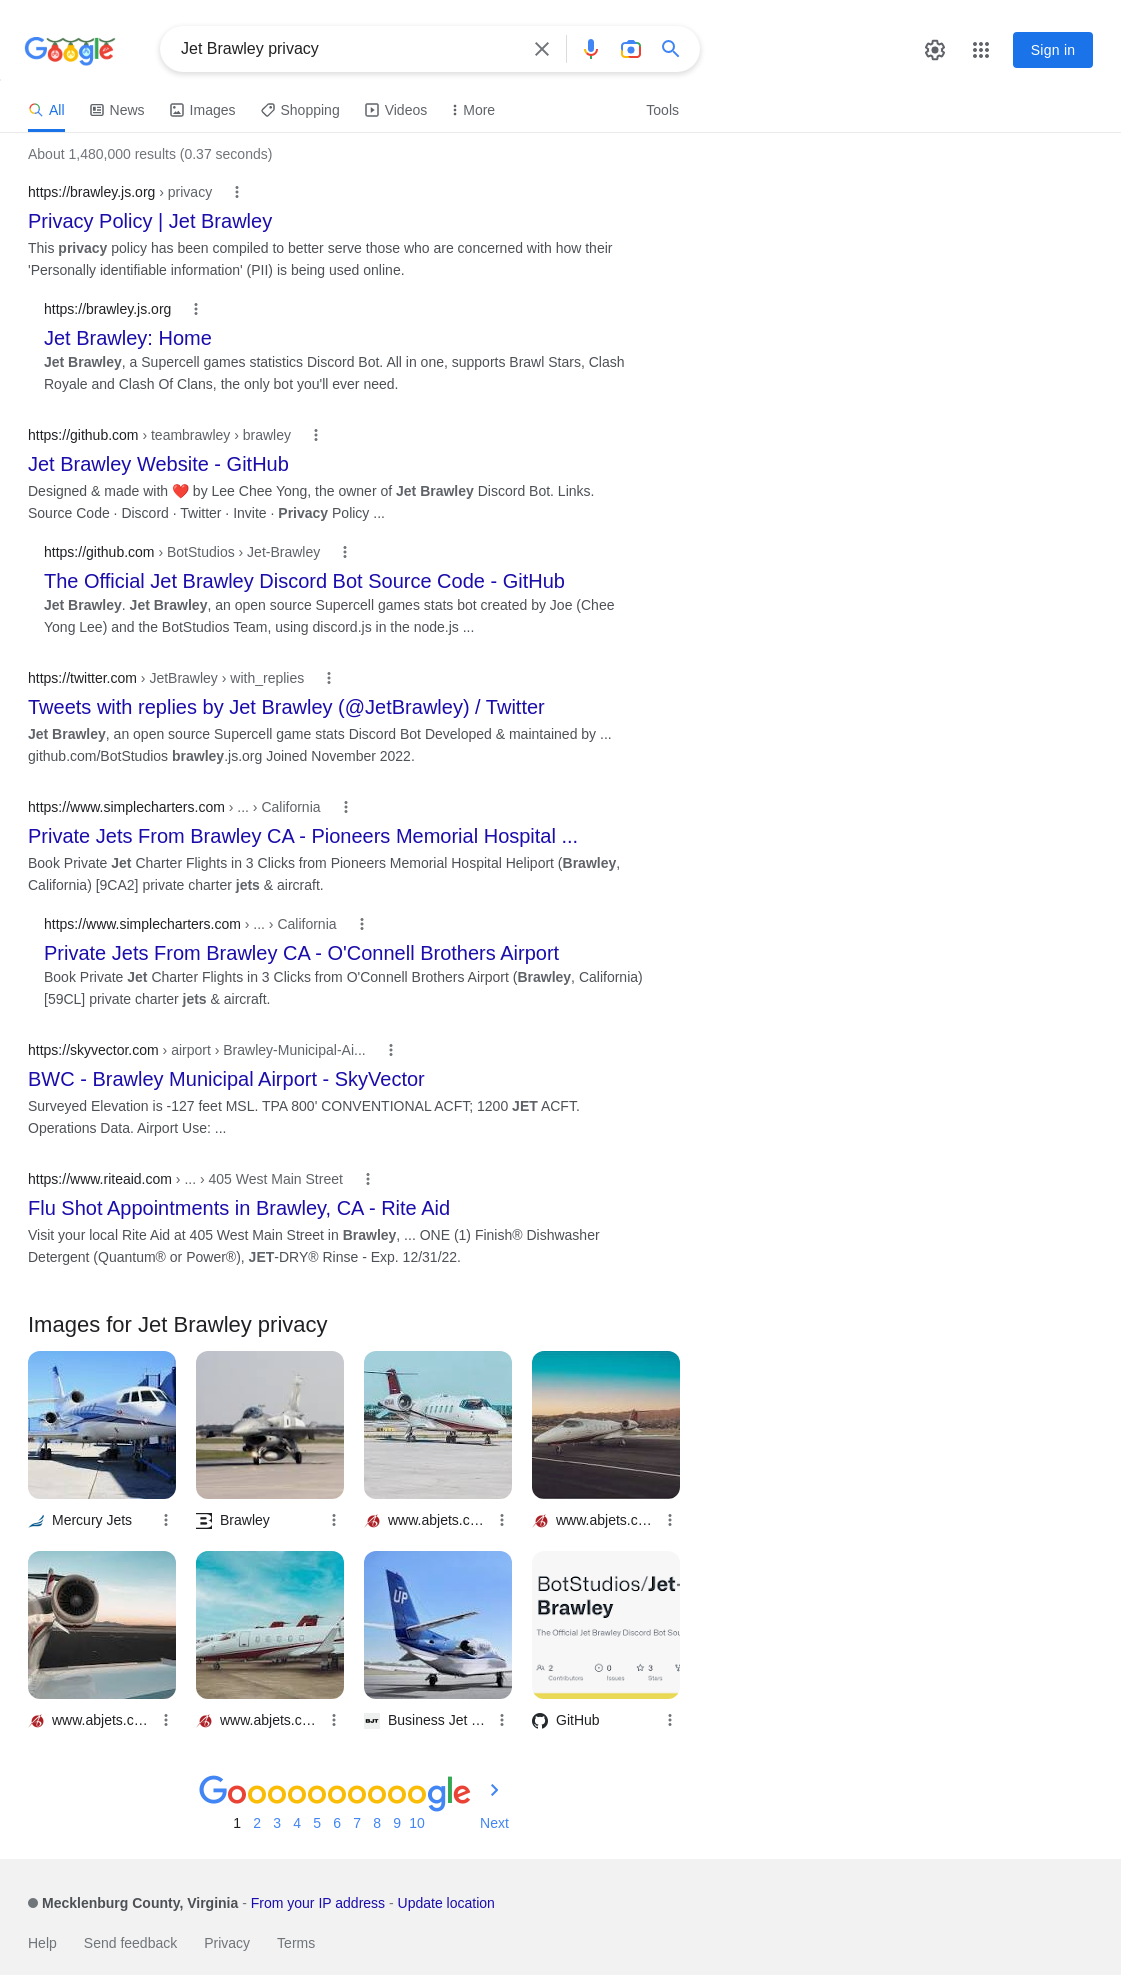 Google
Jet Brawley privacy
Sign in
All News Images Shopping Videos More Tools
About 1,480,000 results (0.37 seconds)
https://brawley.js.org › privacy
Privacy Policy | Jet Brawley
This privacy policy has been compiled to better serve those who are concerned with how their
'Personally identifiable information' (PII) is being used online.
https://brawley.js.org
Jet Brawley: Home
Jet Brawley, a Supercell games statistics Discord Bot. All in one, supports Brawl Stars, Clash
Royale and Clash Of Clans, the only bot you'll ever need.
https://github.com › teambrawley › brawley
Jet Brawley Website - GitHub
Designed & made with ❤️ by Lee Chee Yong, the owner of Jet Brawley Discord Bot. Links.
Source Code · Discord · Twitter · Invite · Privacy Policy ...
https://github.com › BotStudios › Jet-Brawley
The Official Jet Brawley Discord Bot Source Code - GitHub
Jet Brawley. Jet Brawley, an open source Supercell games stats bot created by Joe (Chee
Yong Lee) and the BotStudios Team, using discord.js in the node.js ...
https://twitter.com › JetBrawley › with_replies
Tweets with replies by Jet Brawley (@JetBrawley) / Twitter
Jet Brawley, an open source Supercell game stats Discord Bot Developed & maintained by ...
github.com/BotStudios brawley.js.org Joined November 2022.
https://www.simplecharters.com › ... › California
Private Jets From Brawley CA - Pioneers Memorial Hospital ...
Book Private Jet Charter Flights in 3 Clicks from Pioneers Memorial Hospital Heliport (Brawley,
California) [9CA2] private charter jets & aircraft.
https://www.simplecharters.com › ... › California
Private Jets From Brawley CA - O'Connell Brothers Airport
Book Private Jet Charter Flights in 3 Clicks from O'Connell Brothers Airport (Brawley, California)
[59CL] private charter jets & aircraft.
https://skyvector.com › airport › Brawley-Municipal-Ai...
BWC - Brawley Municipal Airport - SkyVector
Surveyed Elevation is -127 feet MSL. TPA 800' CONVENTIONAL ACFT; 1200 JET ACFT.
Operations Data. Airport Use: ...
https://www.riteaid.com › ... › 405 West Main Street
Flu Shot Appointments in Brawley, CA - Rite Aid
Visit your local Rite Aid at 405 West Main Street in Brawley, ... ONE (1) Finish® Dishwasher
Detergent (Quantum® or Power®), JET-DRY® Rinse - Exp. 12/31/22.
Images for Jet Brawley privacy
Mercury Jets
Brawley
www.abjets.c...
www.abjets.c...
UP
BotStudios/Jet-
Brawley
The Official Jet Brawley Discord Bot Sou
2 0 3
Contributors Issues Stars
www.abjets.c...
www.abjets.c...
BJT
Business Jet ...
GitHub
Goooooooooogle
1 2 3 4 5 6 7 8 9 10 Next
Mecklenburg County, Virginia - From your IP address - Update location
Help Send feedback Privacy Terms